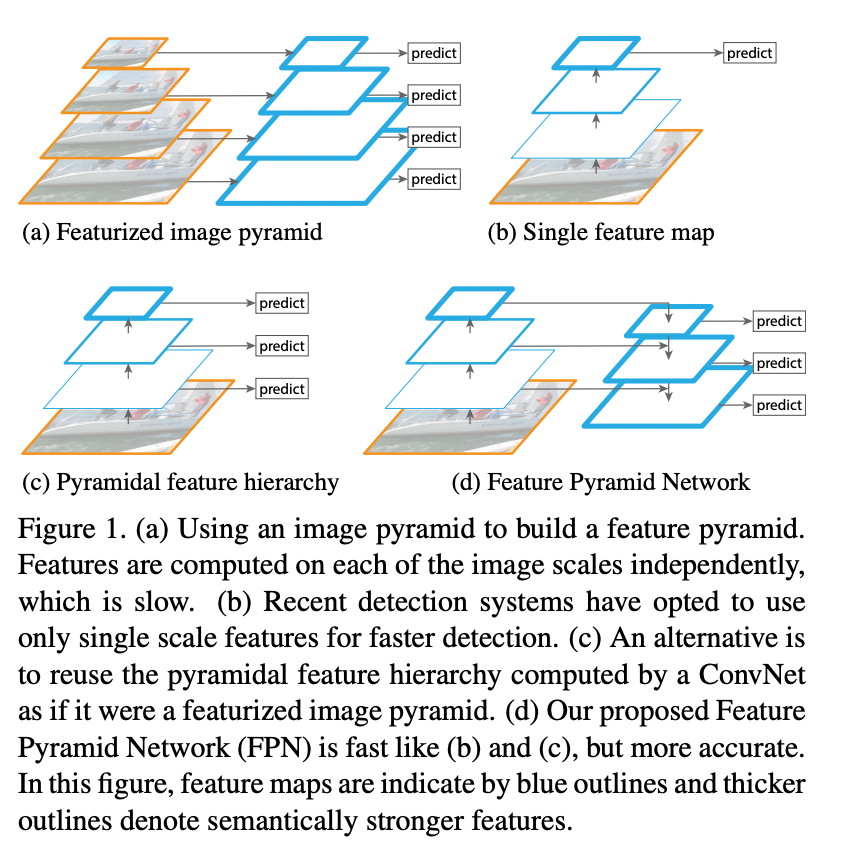 predict
predict
predict
predict
predict
(a) Featurized image pyramid
(b) Single feature map
predict
predict
predict
predict
predict
predict
(c) Pyramidal feature hierarchy
(d) Feature Pyramid Network
Figure 1. (a) Using an image pyramid to build a feature pyramid.
Features are computed on each of the image scales independently,
which is slow. (b) Recent detection systems have opted to use
only single scale features for faster detection. (c) An alternative is
to reuse the pyramidal feature hierarchy computed by a ConvNet
as if it were a featurized image pyramid. (d) Our proposed Feature
Pyramid Network (FPN) is fast like (b) and (c), but more accurate.
In this figure, feature maps are indicate by blue outlines and thicker
outlines denote semantically stronger features.